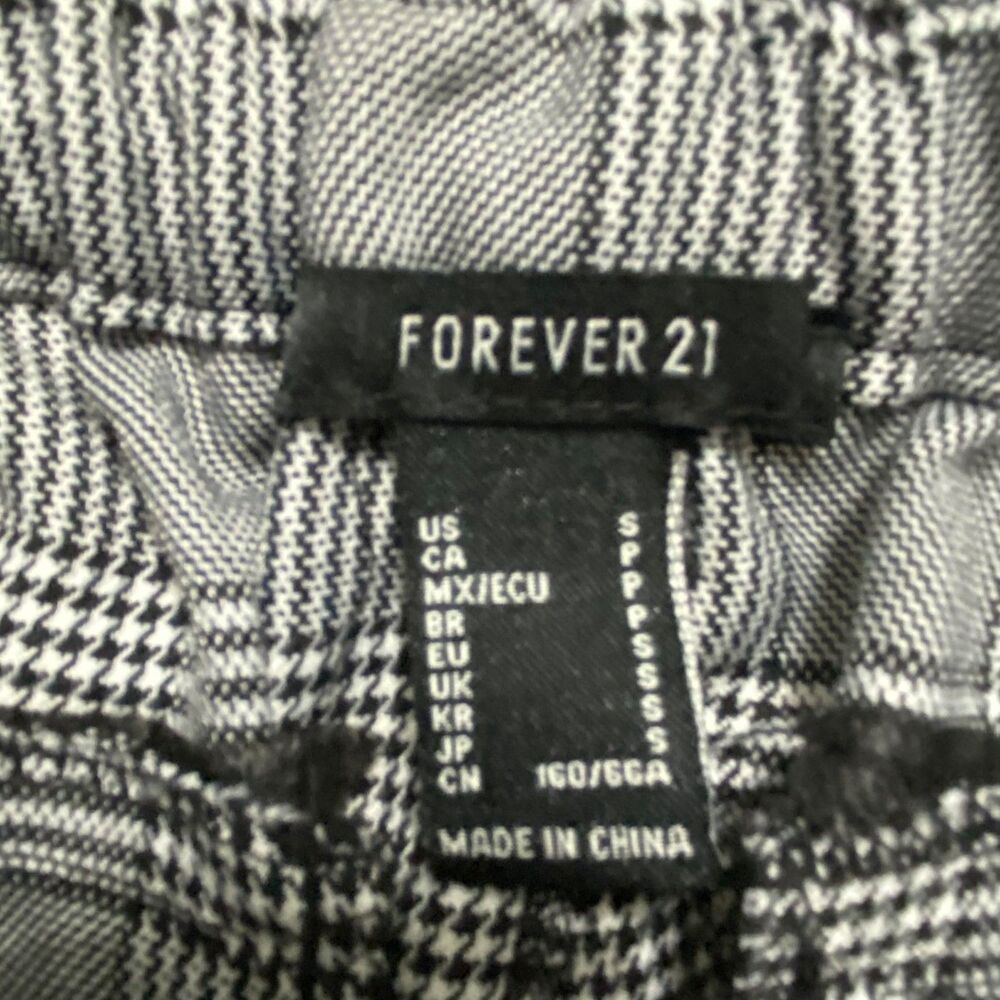 FOREVER 21
US S
CA P
MX/ECU P
BR P
EU S
UK S
KR S
JP S
CN 160/66A
MADE IN CHINA